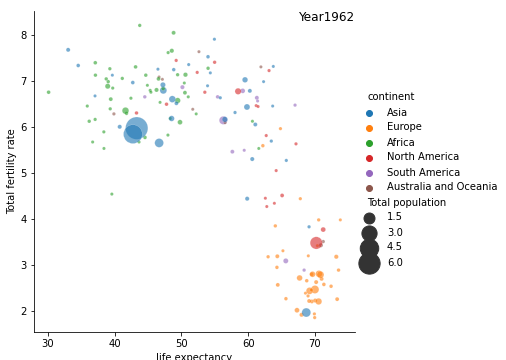 Year1962
8
7
6
5
4
3
2
Total fertility rate
30
40
50
60
70
life expectancy
continent
Asia
Europe
Africa
North America
South America
Australia and Oceania
Total population
1.5
3.0
4.5
6.0